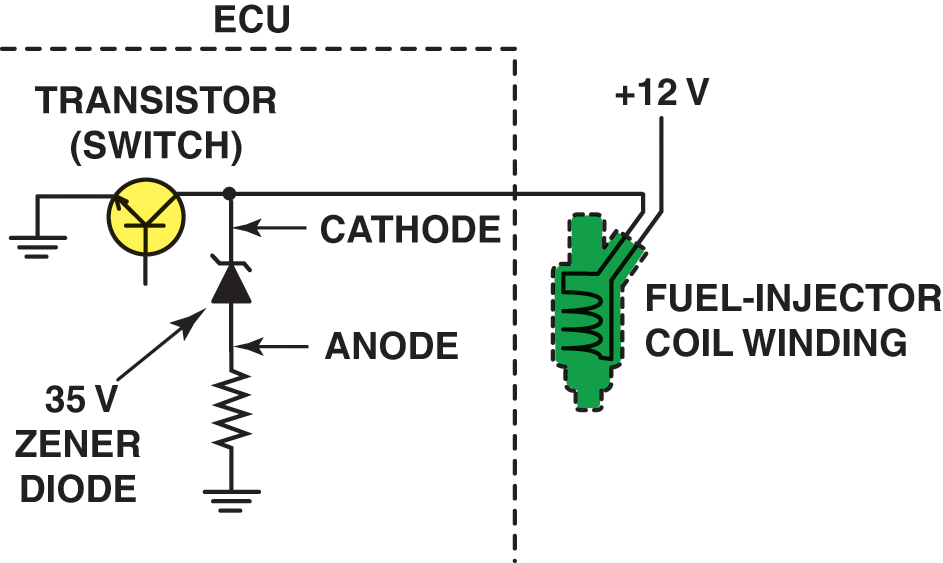 ECU
TRANSISTOR
(SWITCH)
+12 V
CATHODE
FUEL-INJECTOR
COIL WINDING
ANODE
35 V
ZENER
DIODE